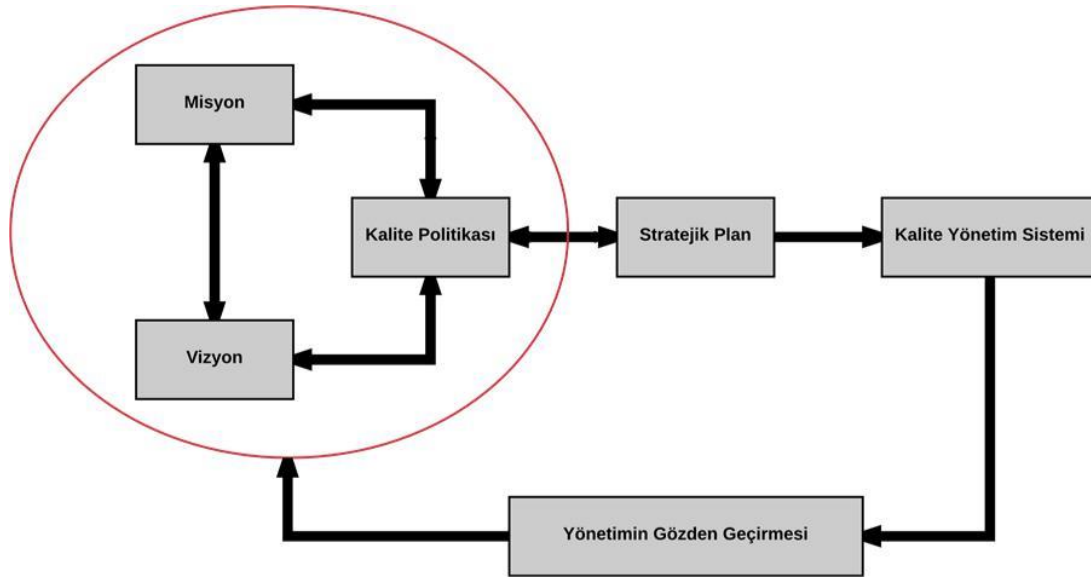 Misyon
Kalite Politikası
Stratejik Plan
Kalite Yönetim Sistemi
Vizyon
Yönetimin Gözden Geçirmesi